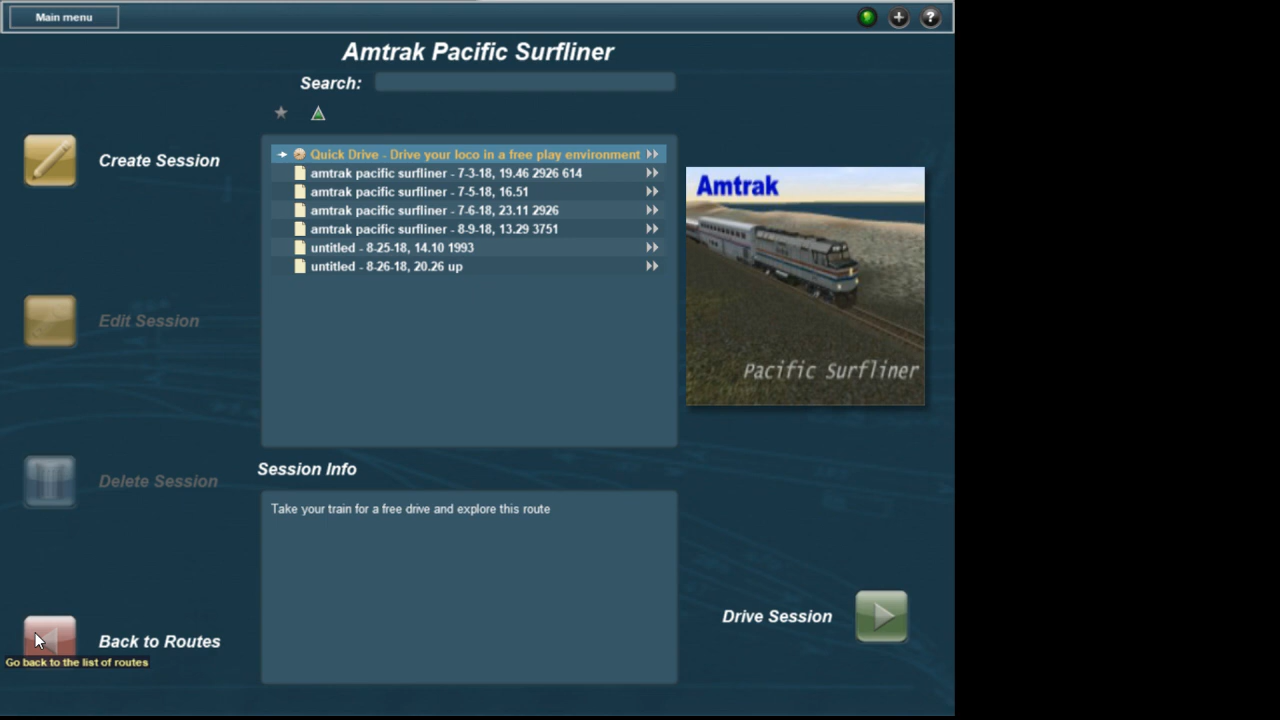 Main menu
?
Amtrak Pacific Surfliner
Search:
Create Session
Quick Drive - Drive your loco in a free play environment
amtrak pacific surfliner - 7-3-18, 19.46 2926 614
amtrak pacific surfliner - 7-5-18, 16.51
amtrak pacific surfliner - 7-6-18, 23.11 2926
amtrak pacific surfliner - 8-9-18, 13.29 3751
untitled - 8-25-18, 14.10 1993
untitled - 8-26-18, 20.26 up
Amtrak
Pacific Surfliner
Edit Session
Session Info
Delete Session
Take your train for a free drive and explore this route
Drive Session
Back to Routes
Go back to the list of routes